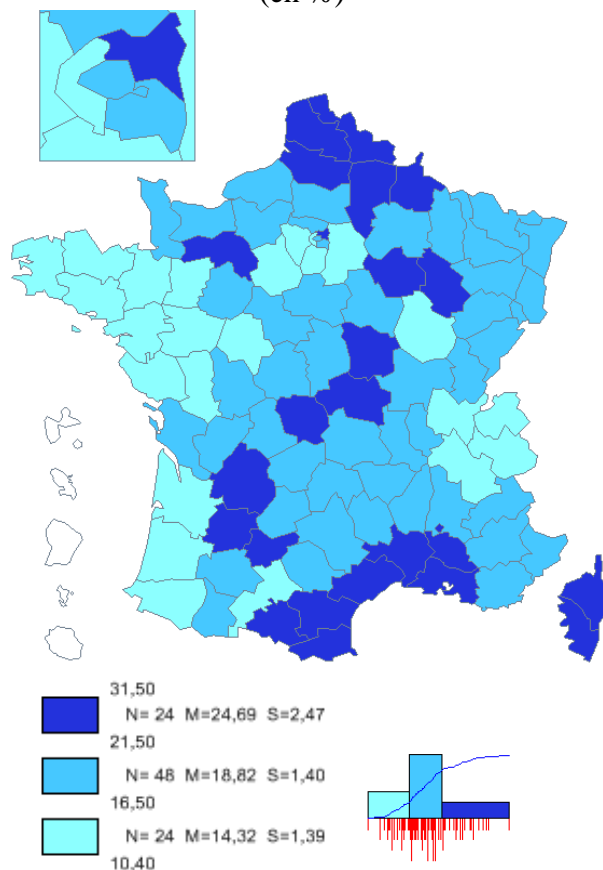 (en %)
31,50
N= 24 M=24,69 S=2,47
21,50
N= 48 M=18,82 S=1,40
16,50
N= 24 M=14,32 S=1,39
10,40